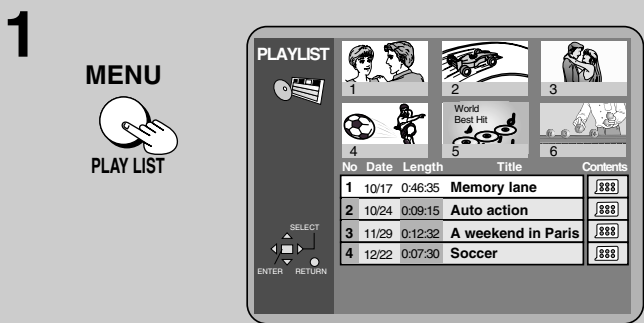 1
MENU
PLAY LIST
PLAYLIST
1
2
3
World
Best Hit
4
5
6
No Date Length Title Contents
1 10/17 0:46:35 Memory lane
2 10/24 0:09:15 Auto action
3 11/29 0:12:32 A weekend in Paris
4 12/22 0:07:30 Soccer
SELECT
ENTER RETURN